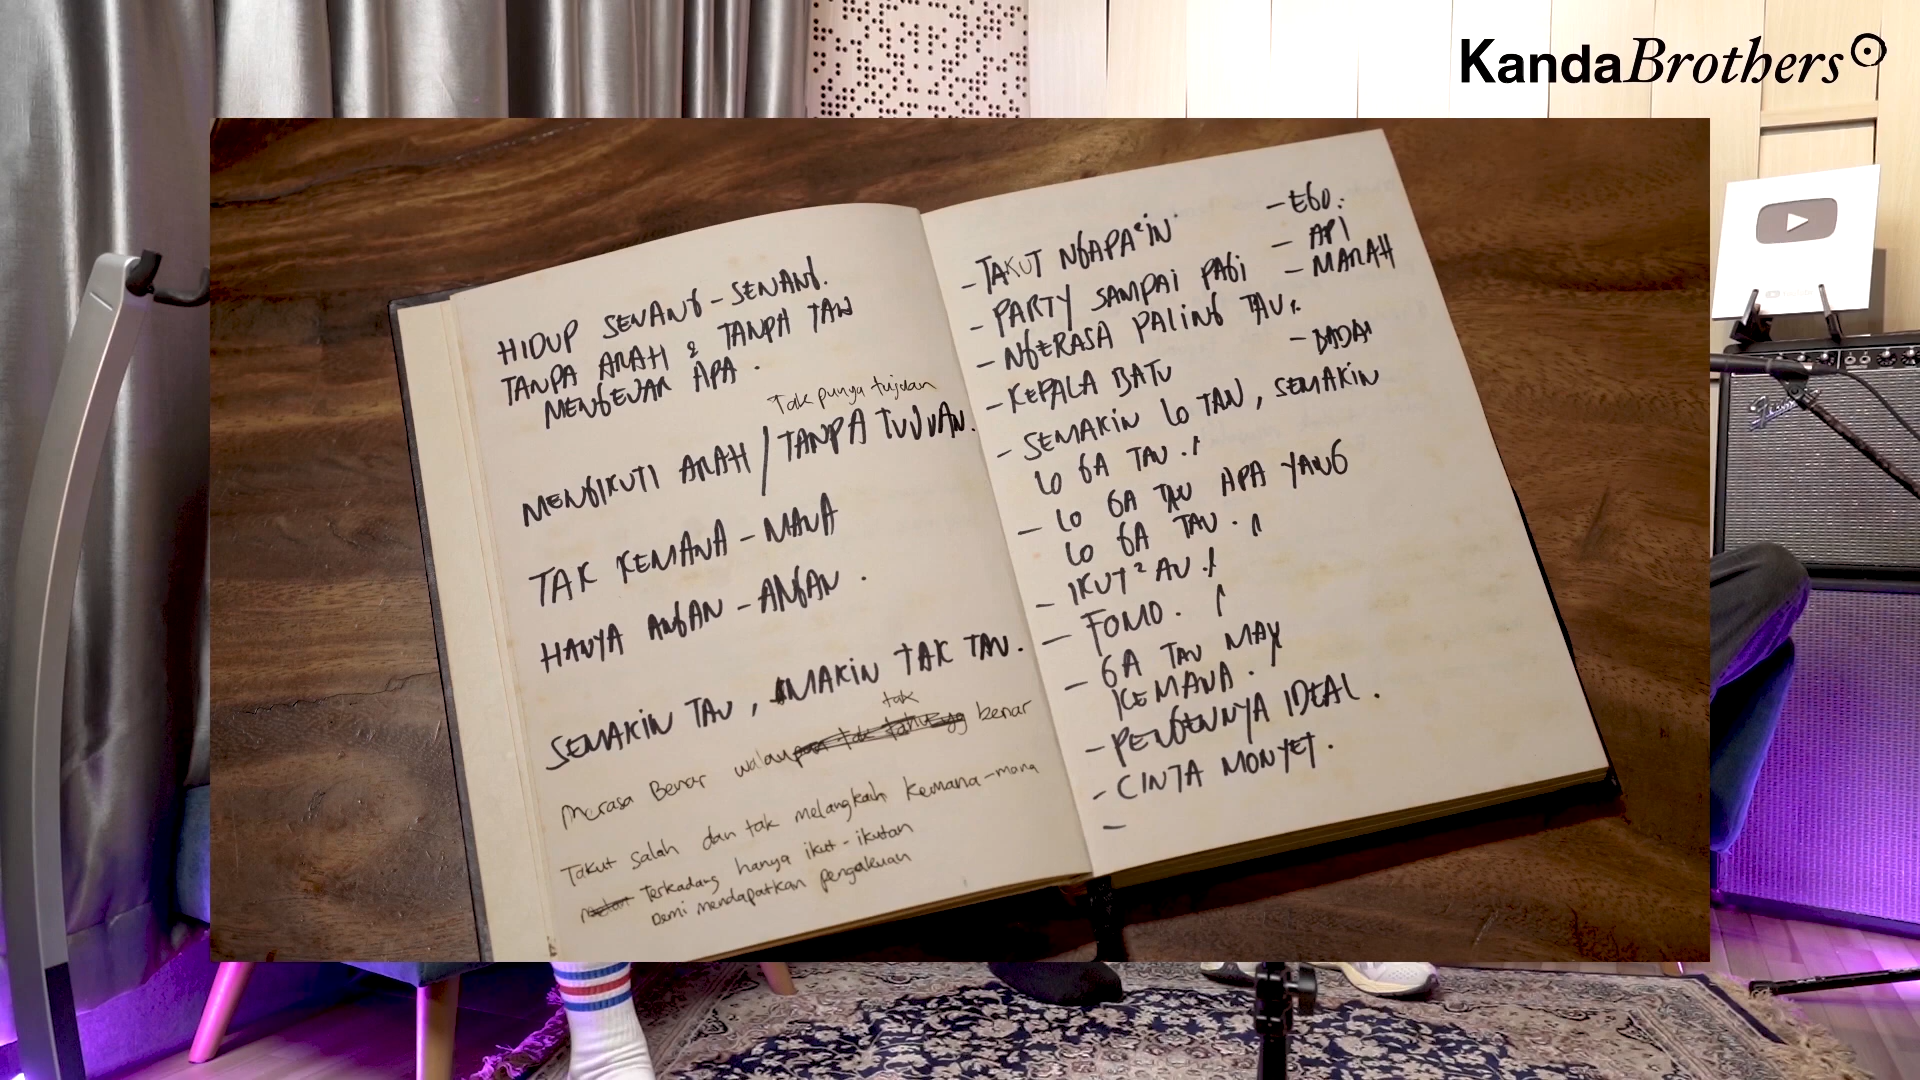 KandaBrothers
HIDUP SENANG - SENANG.
TANPA ARAH & TANPA TAU
MENGEJAR APA.
Tak punya tujuan
MENGIKUTI ARAH / TANPA TUJUAN.
TAK KEMANA - MANA
HANYA ANGAN - ANGAN.
SEMAKIN TAU, SMAKIN TAK TAU.
tak
Merasa Benar walau benar
Takut salah dan tak melangkah kemana-mana
Terkadang hanya ikut-ikutan
Demi mendapatkan pengakuan
- TAKUT NGAPA²IN
- PARTY SAMPAI PAGI
- NGERASA PALING TAU.
- KEPALA BATU
- SEMAKIN LO TAU, SEMAKIN
LO GA TAU.
- LO GA TAU APA YANG
LO GA TAU.
- IKUT² AU.
- FOMO.
- GA TAU MAU
KEMANA.
- PENGENNYA IDEAL.
- CINTA MONYET.
-
- EGO.
- API
- MARAH
Fender